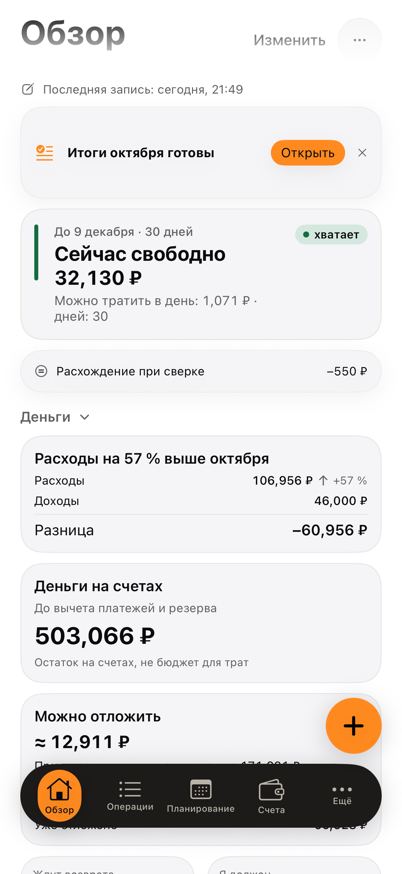 Обзор
Изменить
Последняя запись: сегодня, 21:49
Итоги октября готовы
Открыть
До 9 декабря · 30 дней
хватает
Сейчас свободно
32,130 ₽
Можно тратить в день: 1,071 ₽ ·
дней: 30
Расхождение при сверке
−550 ₽
Деньги
Расходы на 57 % выше октября
Расходы 106,956 ₽ ↑ +57 %
Доходы 46,000 ₽
Разница −60,956 ₽
Деньги на счетах
До вычета платежей и резерва
503,066 ₽
Остаток на счетах, не бюджет для трат
Можно отложить
≈ 12,911 ₽
Обзор
Операции
Планирование
Счета
Ещё